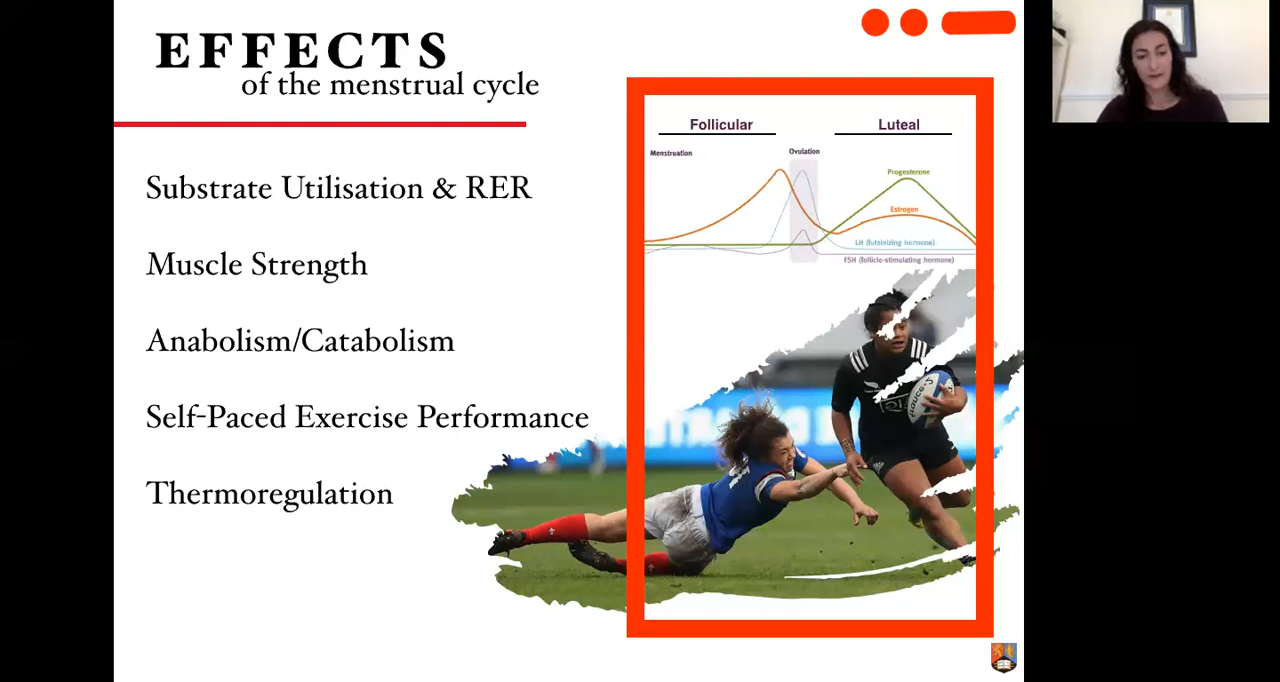 EFFECTS
of the menstrual cycle
Substrate Utilisation & RER
Muscle Strength
Anabolism/Catabolism
Self-Paced Exercise Performance
Thermoregulation
Follicular
Luteal
Menstruation
Ovulation
Progesterone
Estrogen
LH (luteinizing hormone)
FSH (follicle-stimulating hormone)